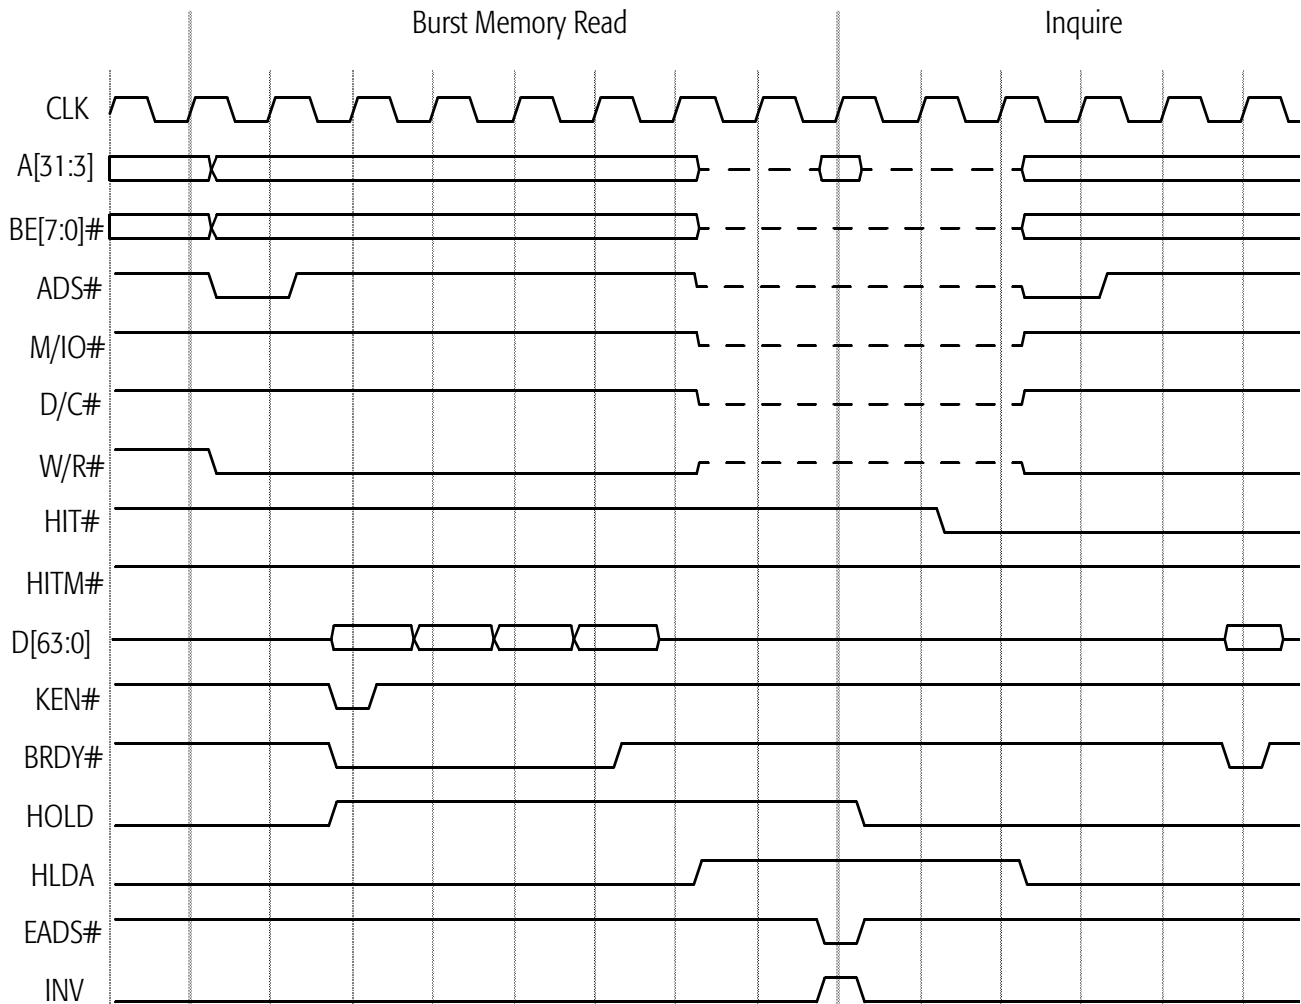 Burst Memory Read
Inquire
CLK
A[31:3]
BE[7:0]#
ADS#
M/IO#
D/C#
W/R#
HIT#
HITM#
D[63:0]
KEN#
BRDY#
HOLD
HLDA
EADS#
INV